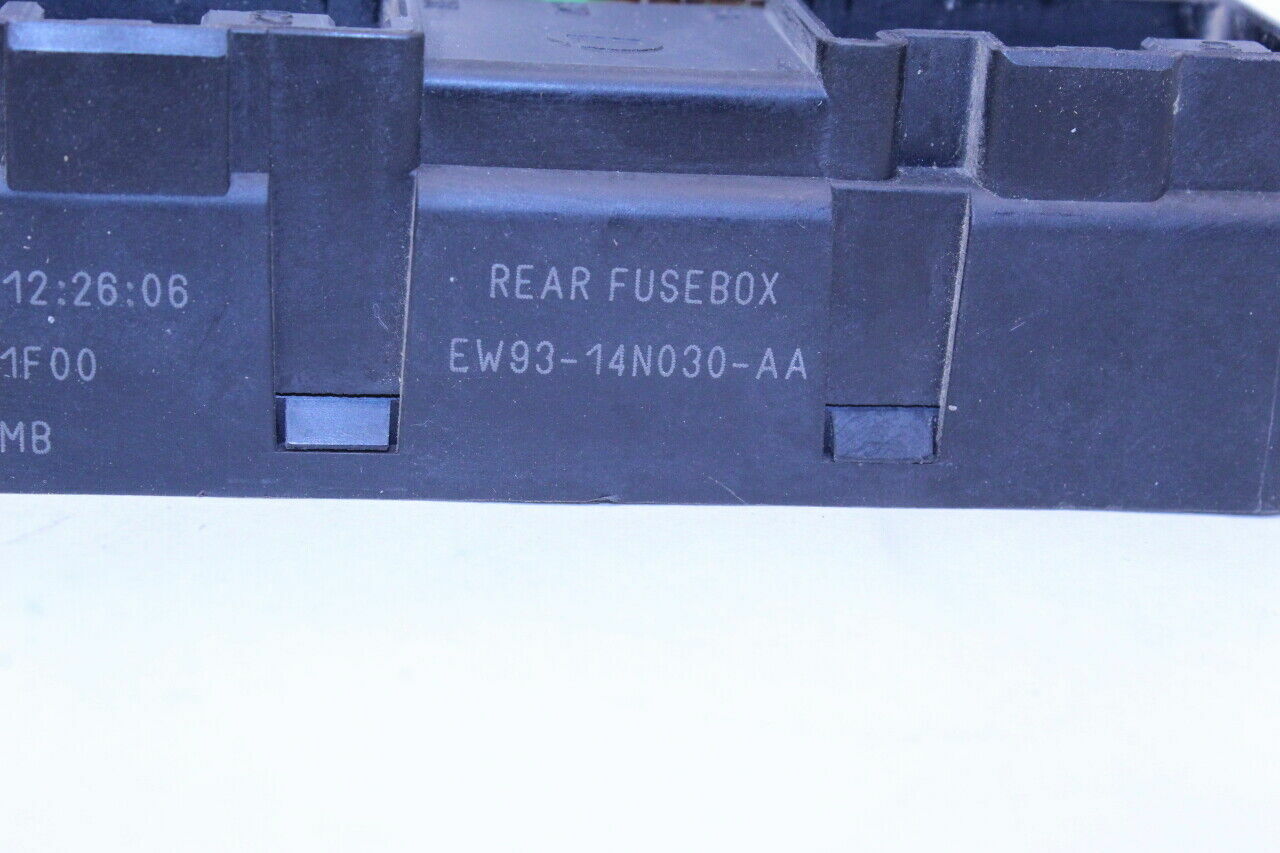 12:26:06
1F00
MB
REAR FUSEBOX
EW93-14N030-AA